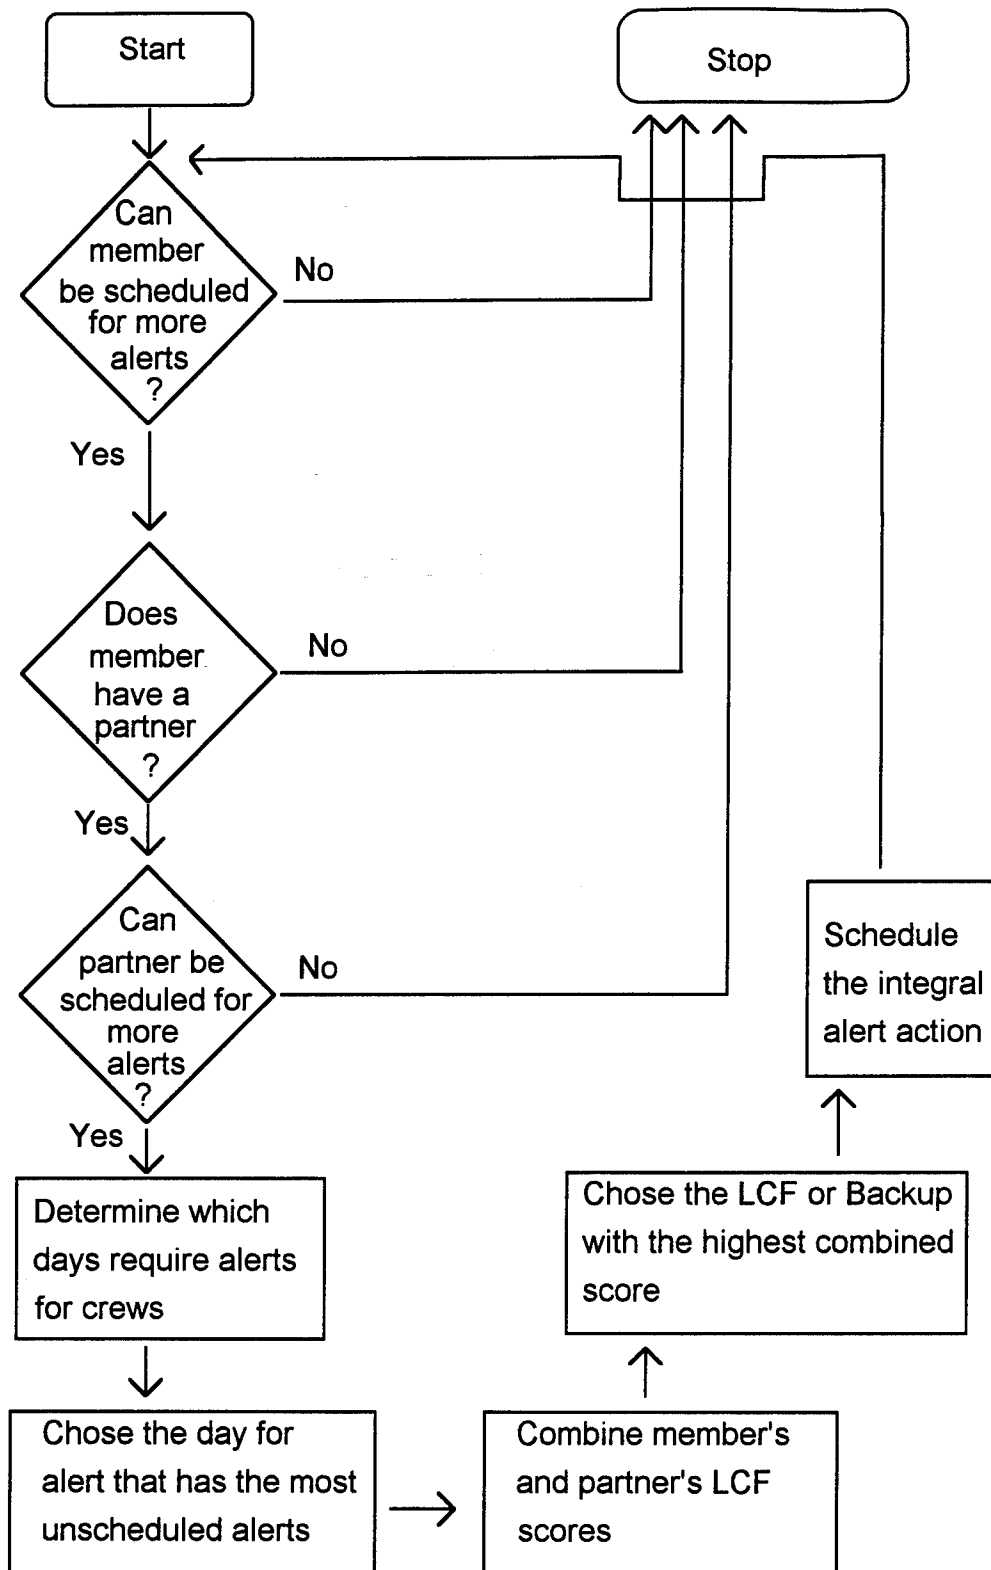 Start
Stop
Can
member
be scheduled
for more
alerts
?
No
Yes
Does
member
have a
partner
?
No
Yes
Can
partner be
scheduled for
more
alerts
?
No
Yes
Determine which
days require alerts
for crews
Chose the day for
alert that has the most
unscheduled alerts
Combine member's
and partner's LCF
scores
Chose the LCF or Backup
with the highest combined
score
Schedule
the integral
alert action